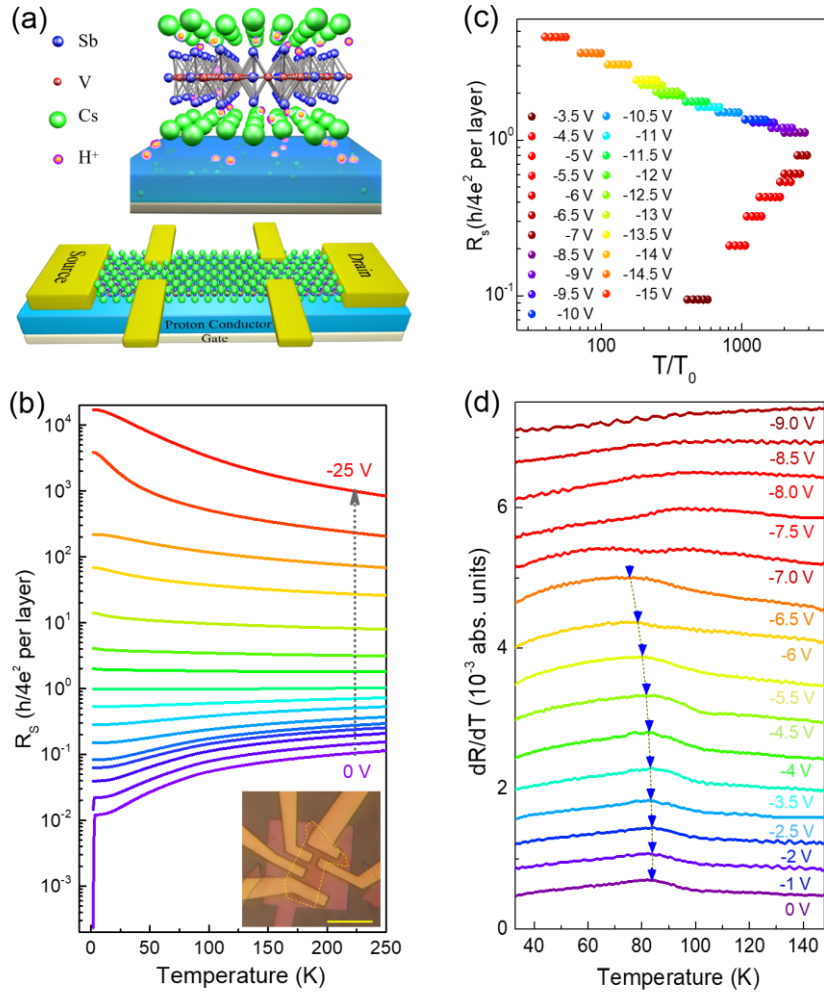 (a)
Sb
V
Cs
H⁺
Source
Drain
Proton Conductor
Gate
(b)
R_S (h/4e² per layer)
10⁴
10³
10²
10¹
10⁰
10⁻¹
10⁻²
10⁻³
-25 V
0 V
0 50 100 150 200 250
Temperature (K)
(c)
R_s (h/4e² per layer)
10⁰
10⁻¹
-3.5 V -10.5 V
-4.5 V -11 V
-5 V -11.5 V
-5.5 V -12 V
-6 V -12.5 V
-6.5 V -13 V
-7 V -13.5 V
-8.5 V -14 V
-9 V -14.5 V
-9.5 V -15 V
-10 V
100 1000
T/T₀
(d)
dR/dT (10⁻³ abs. units)
6
4
2
0
-9.0 V
-8.5 V
-8.0 V
-7.5 V
-7.0 V
-6.5 V
-6 V
-5.5 V
-4.5 V
-4 V
-3.5 V
-2.5 V
-2 V
-1 V
0 V
40 60 80 100 120 140
Temperature (K)